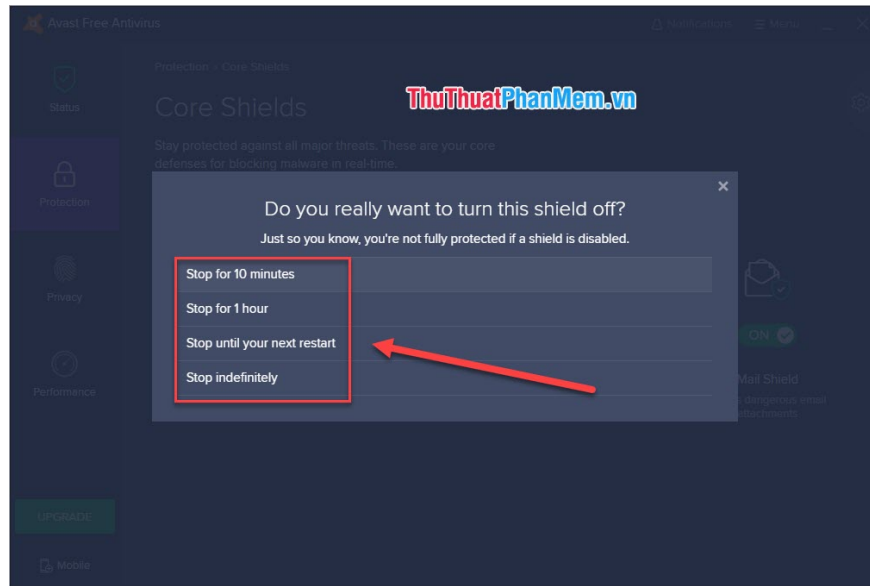 Avast Free Antivirus
Notifications
Menu
Protection › Core Shields
Status
Core Shields
ThuThuatPhanMem.vn
Stay protected against all major threats. These are your core
defenses for blocking malware in real-time.
Protection
Do you really want to turn this shield off?
Just so you know, you're not fully protected if a shield is disabled.
Stop for 10 minutes
Stop for 1 hour
Stop until your next restart
Stop indefinitely
Privacy
ON
Performance
Mail Shield
dangerous email
attachments
UPGRADE
Mobile